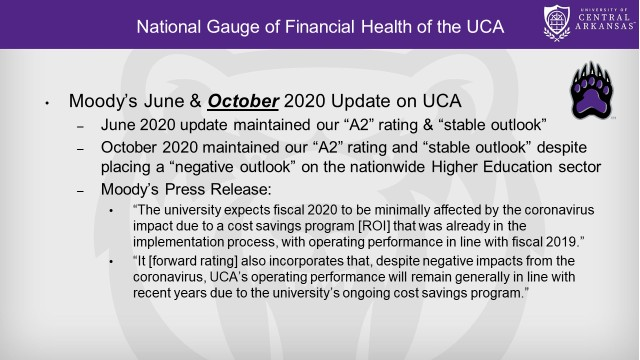 National Gauge of Financial Health of the UCA
UNIVERSITY OF
CENTRAL
ARKANSAS
• Moody’s June & October 2020 Update on UCA
– June 2020 update maintained our “A2” rating & “stable outlook”
– October 2020 maintained our “A2” rating and “stable outlook” despite
placing a “negative outlook” on the nationwide Higher Education sector
– Moody’s Press Release:
• “The university expects fiscal 2020 to be minimally affected by the coronavirus
impact due to a cost savings program [ROI] that was already in the
implementation process, with operating performance in line with fiscal 2019.”
• “It [forward rating] also incorporates that, despite negative impacts from the
coronavirus, UCA’s operating performance will remain generally in line with
recent years due to the university’s ongoing cost savings program.”